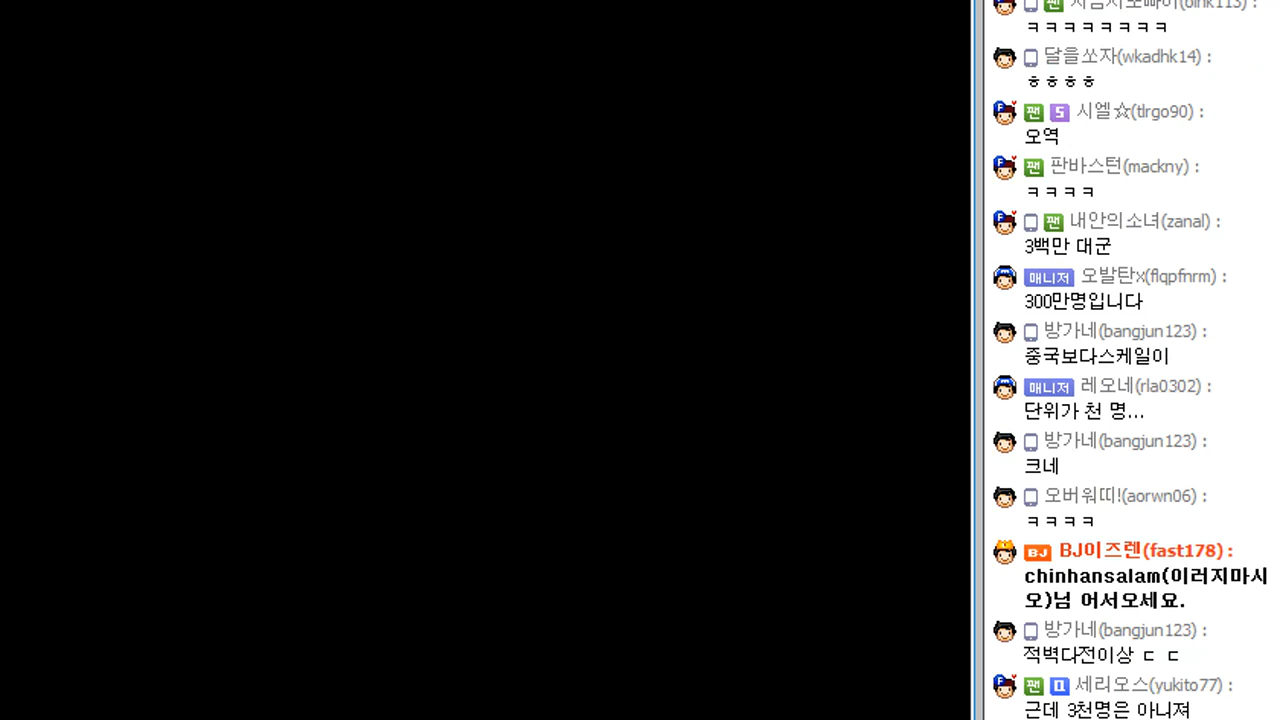 ㅋㅋㅋㅋㅋㅋㅋㅋ
달을쏘자(wkadhk14) :
ㅎㅎㅎㅎ
팬 S 시엘☆(tlrgo90) :
오역
팬 판바스턴(mackny) :
ㅋㅋㅋㅋ
팬 내안의소녀(zanal) :
3백만 대군
매니저 오발탄x(flqpfnrm) :
300만명입니다
방가네(bangjun123) :
중국보다스케일이
매니저 레오네(rla0302) :
단위가 천 명...
방가네(bangjun123) :
크네
오버워띠!(aorwn06) :
ㅋㅋㅋㅋ
BJ BJ이즈렌(fast178) :
chinhansalam(이러지마시
오)님 어서오세요.
방가네(bangjun123) :
적벽다전이상 ㄷ ㄷ
팬 세리오스(yukito77) :
근데 3천명은 아니져